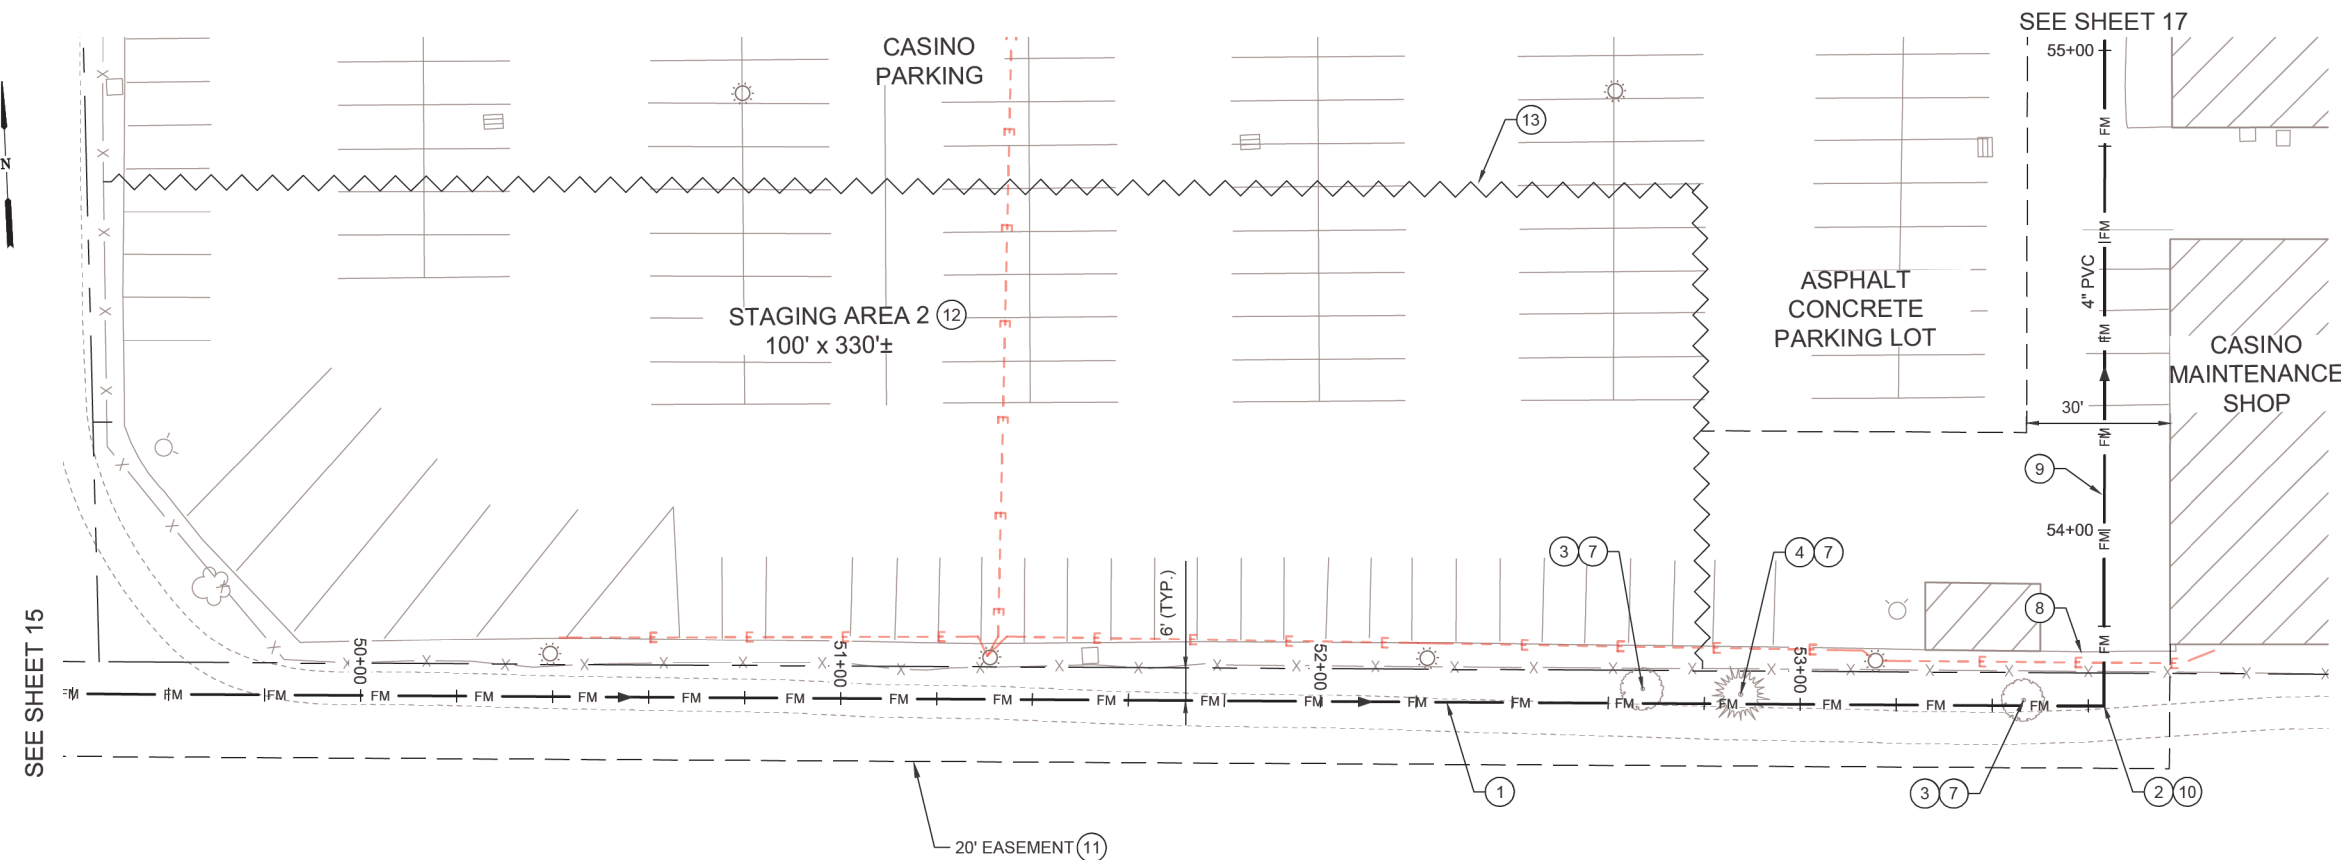 SEE SHEET 17
55+00
CASINO
PARKING
13
N
FM
FM
4" PVC
FM
ASPHALT
CONCRETE
PARKING LOT
STAGING AREA 2 12
100' x 330'±
CASINO
MAINTENANCE
SHOP
30'
FM
9
54+00
FM
E
E
E
E
E
E
3 7
4 7
6' (TYP.)
8
FM
SEE SHEET 15
50+00
51+00
52+00
53+00
E E E E E E E E E E E E E E E E
X X X X X X X X X X X X X X X X X X X X X X X X X X X X X X X X X
FM FM FM FM FM FM FM FM FM FM FM FM FM FM FM FM FM FM FM FM
1
3 7
2 10
20' EASEMENT 11